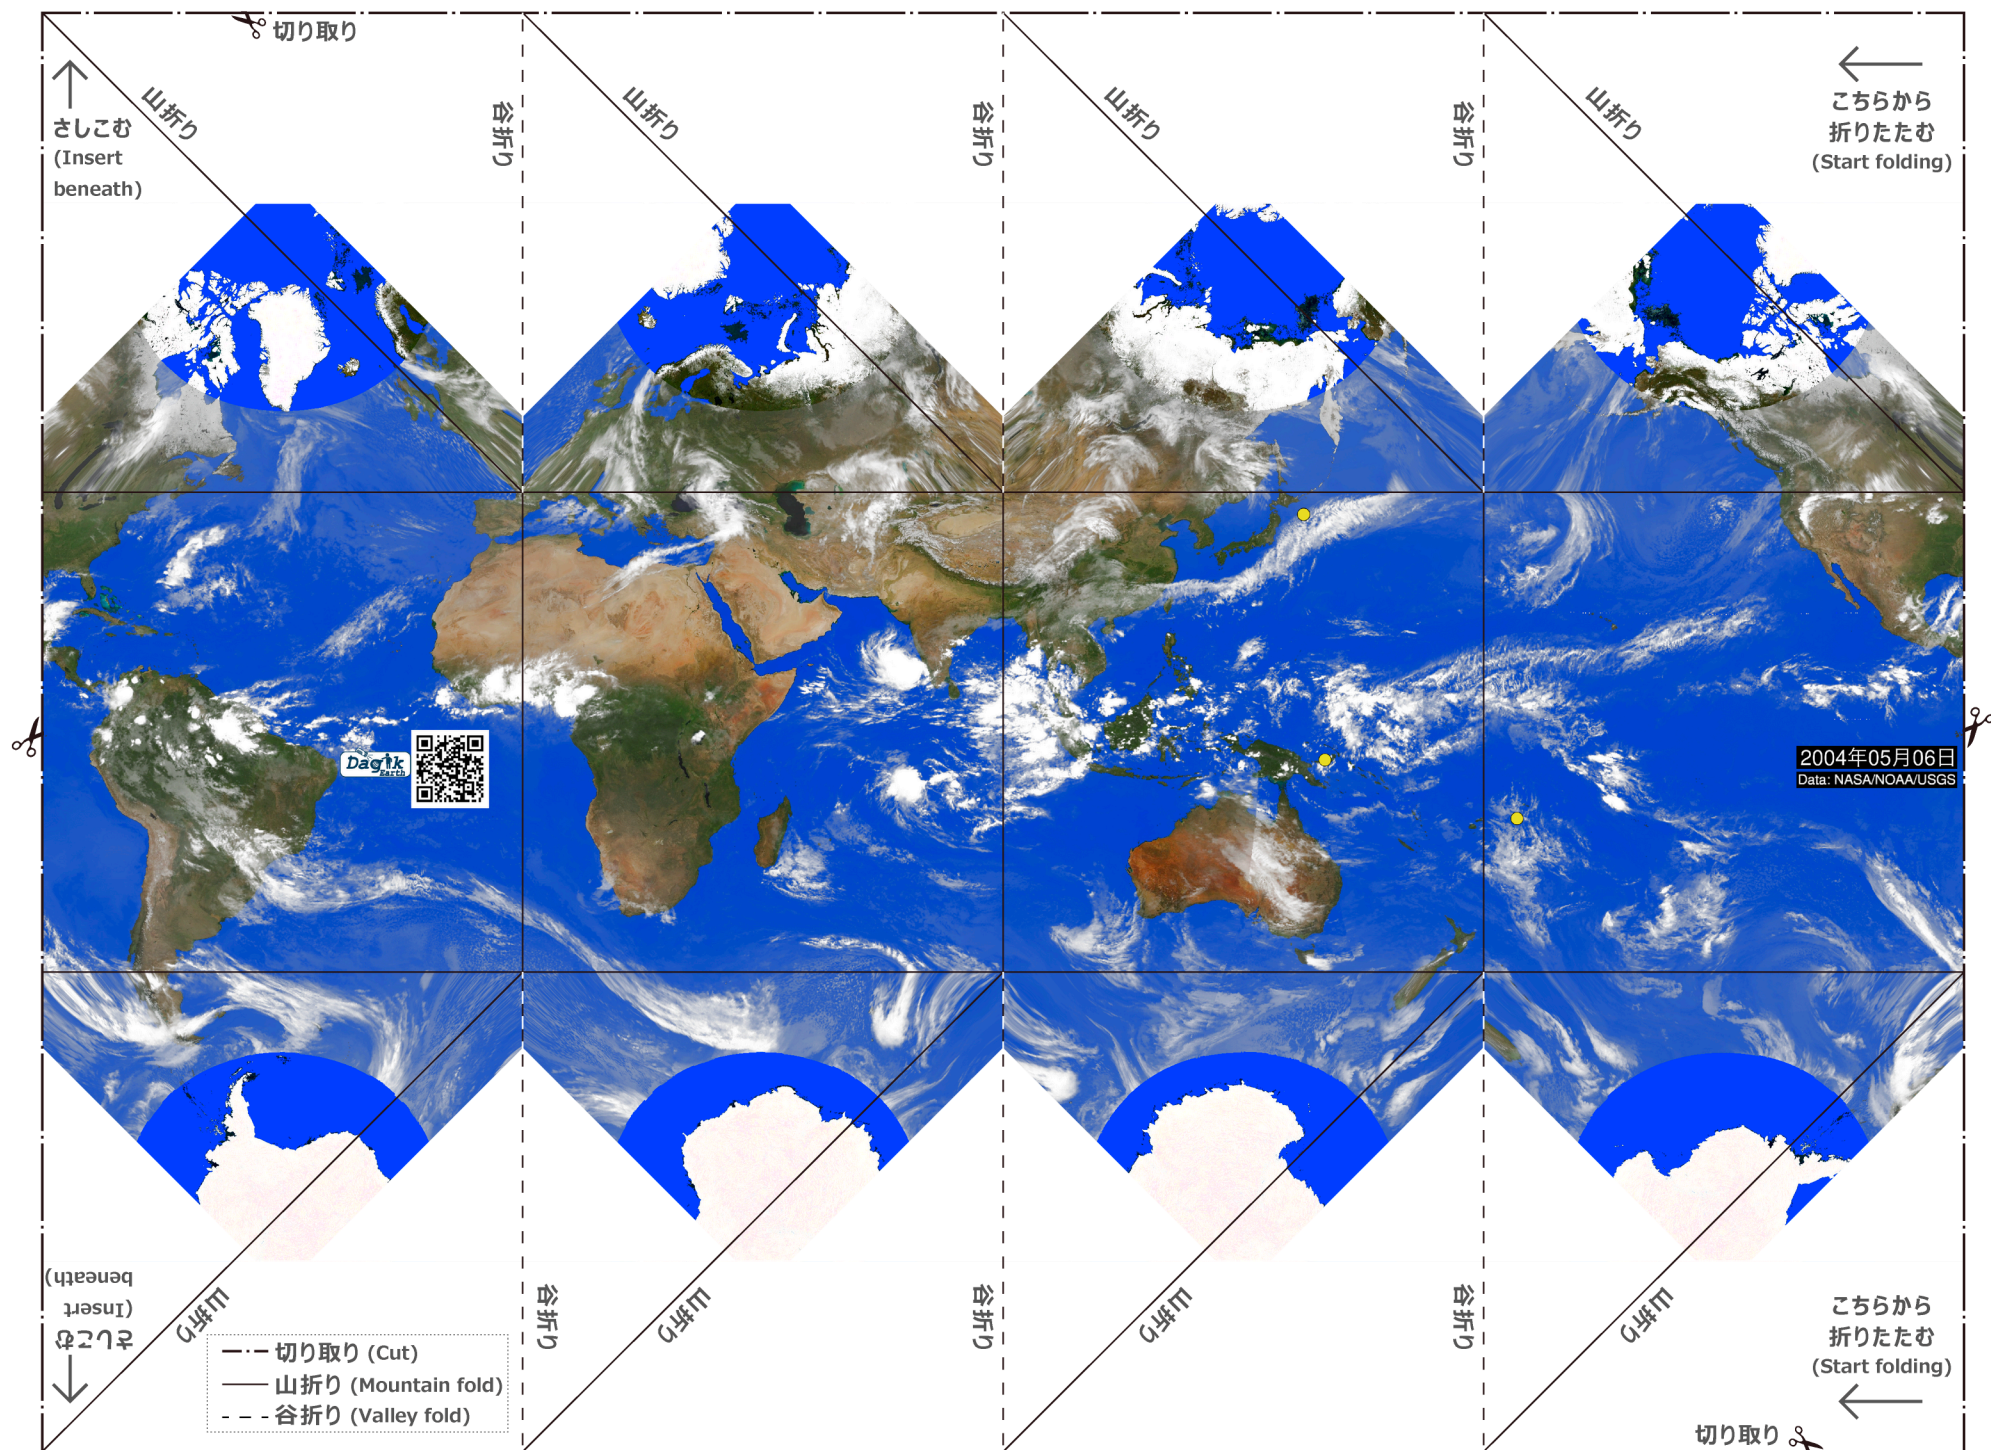 切り取り
山折り
谷折り
山折り
谷折り
山折り
谷折り
山折り
さしこむ
(Insert
beneath)
こちらから
折りたたむ
(Start folding)
Dagik
Earth
2004年05月06日
Data: NASA/NOAA/USGS
さしこむ
(Insert
beneath)
山折り
谷折り
山折り
谷折り
山折り
谷折り
山折り
こちらから
折りたたむ
(Start folding)
切り取り (Cut)
山折り (Mountain fold)
谷折り (Valley fold)
切り取り